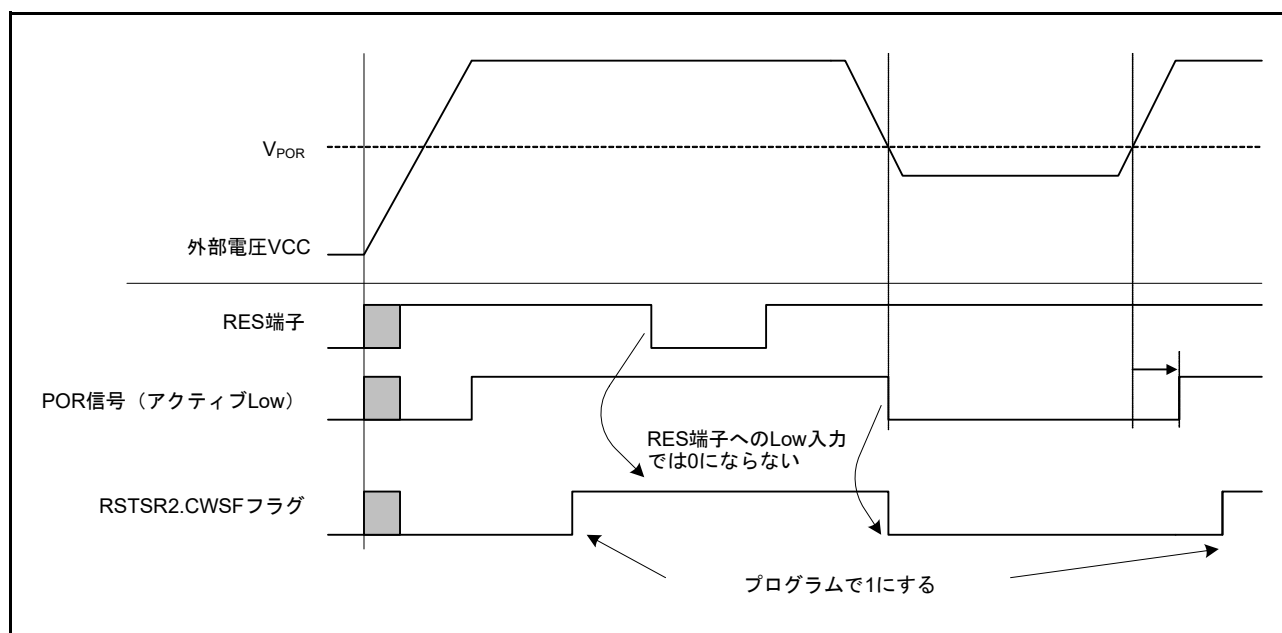 VPOR
外部電圧VCC
RES端子
POR信号（アクティブLow）
RES端子へのLow入力
では0にならない
RSTSR2.CWSFフラグ
プログラムで1にする